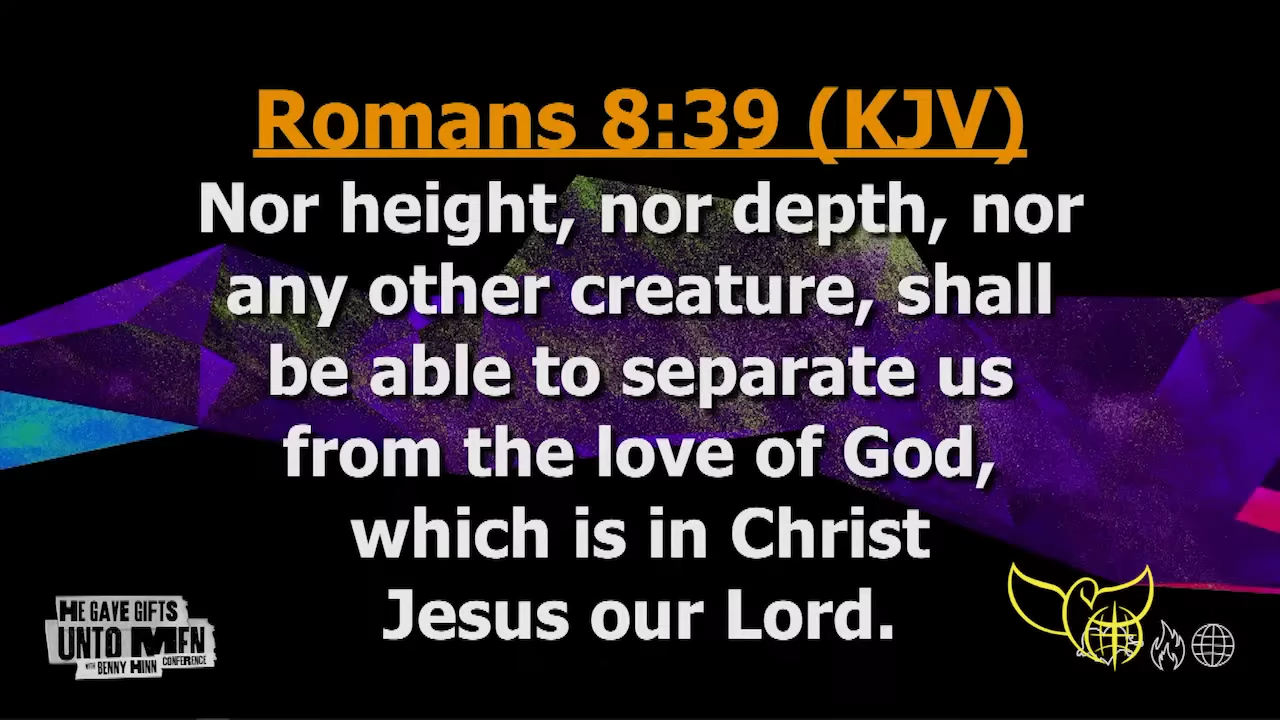 Romans 8:39 (KJV)
Nor height, nor depth, nor
any other creature, shall
be able to separate us
from the love of God,
which is in Christ
Jesus our Lord.
HE GAVE GIFTS
UNTO MEN
WITH BENNY HINN CONFERENCE